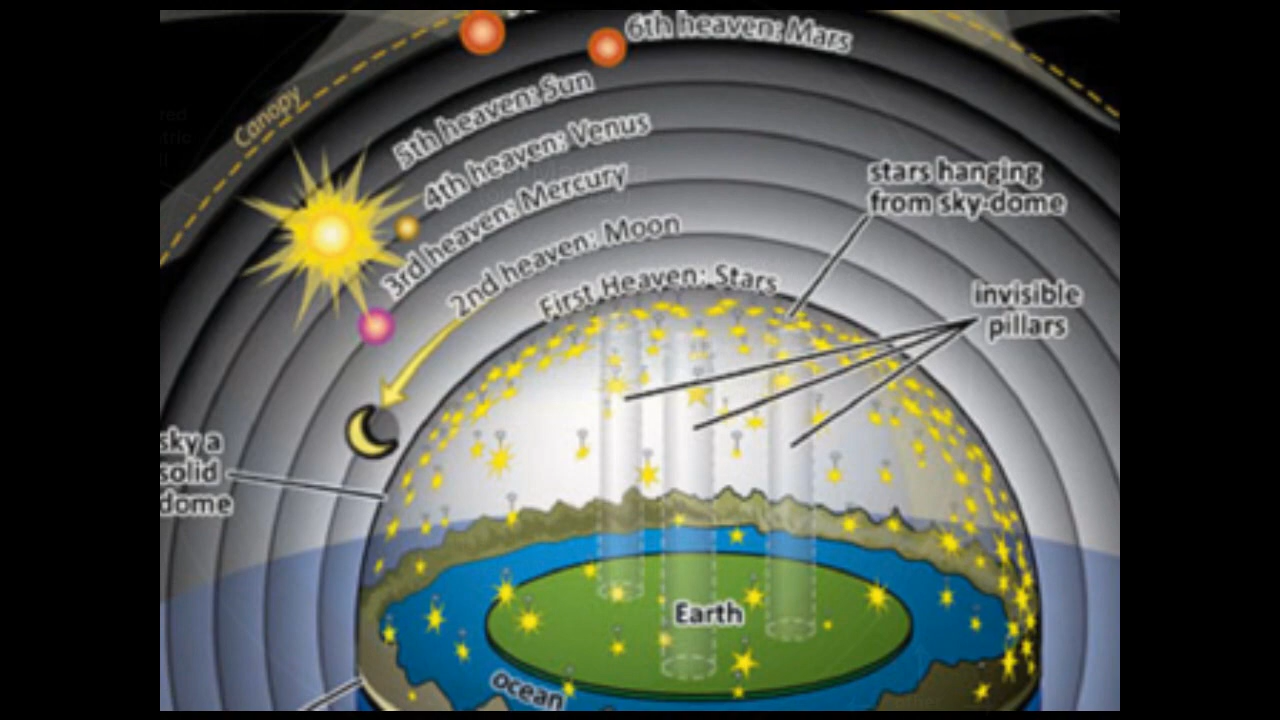 6th heaven: Mars
Canopy
5th heaven: Sun
4th heaven: Venus
3rd heaven: Mercury
2nd heaven: Moon
First Heaven: Stars
stars hanging
from sky-dome
invisible
pillars
sky a
solid
dome
Earth
ocean